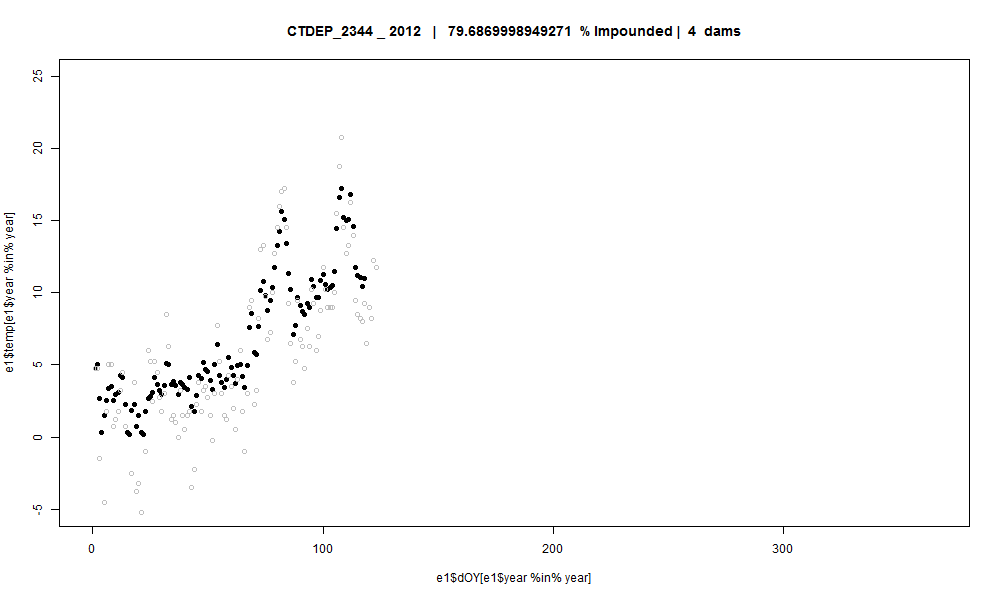 CTDEP_2344 _ 2012 | 79.6869998949271 % Impounded | 4 dams
25
20
15
10
5
0
-5
e1$temp[e1$year %in% year]
0 100 200 300
e1$dOY[e1$year %in% year]